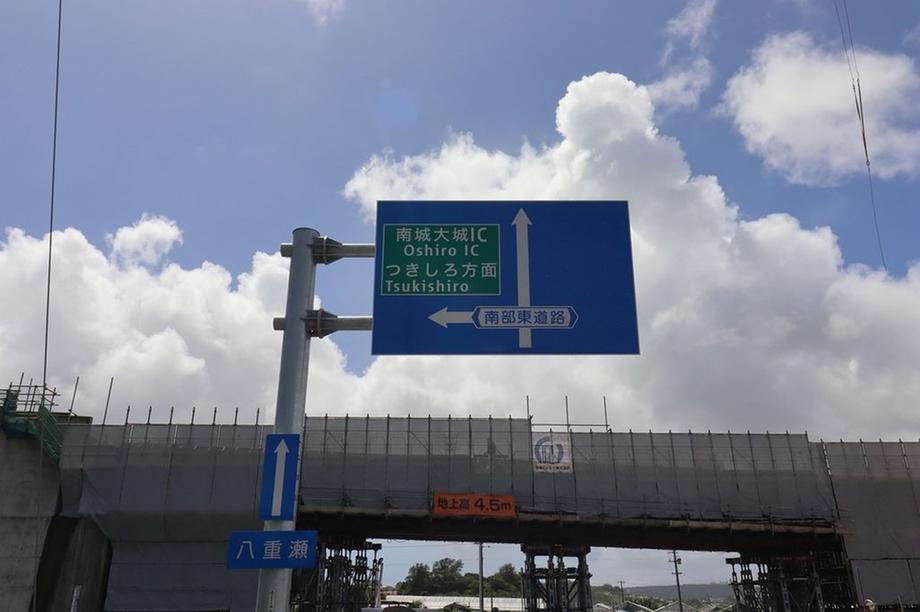 南城大城IC
Oshiro IC
つきしろ方面
Tsukishiro
南部東道路
地上高 4.5m
八重瀬